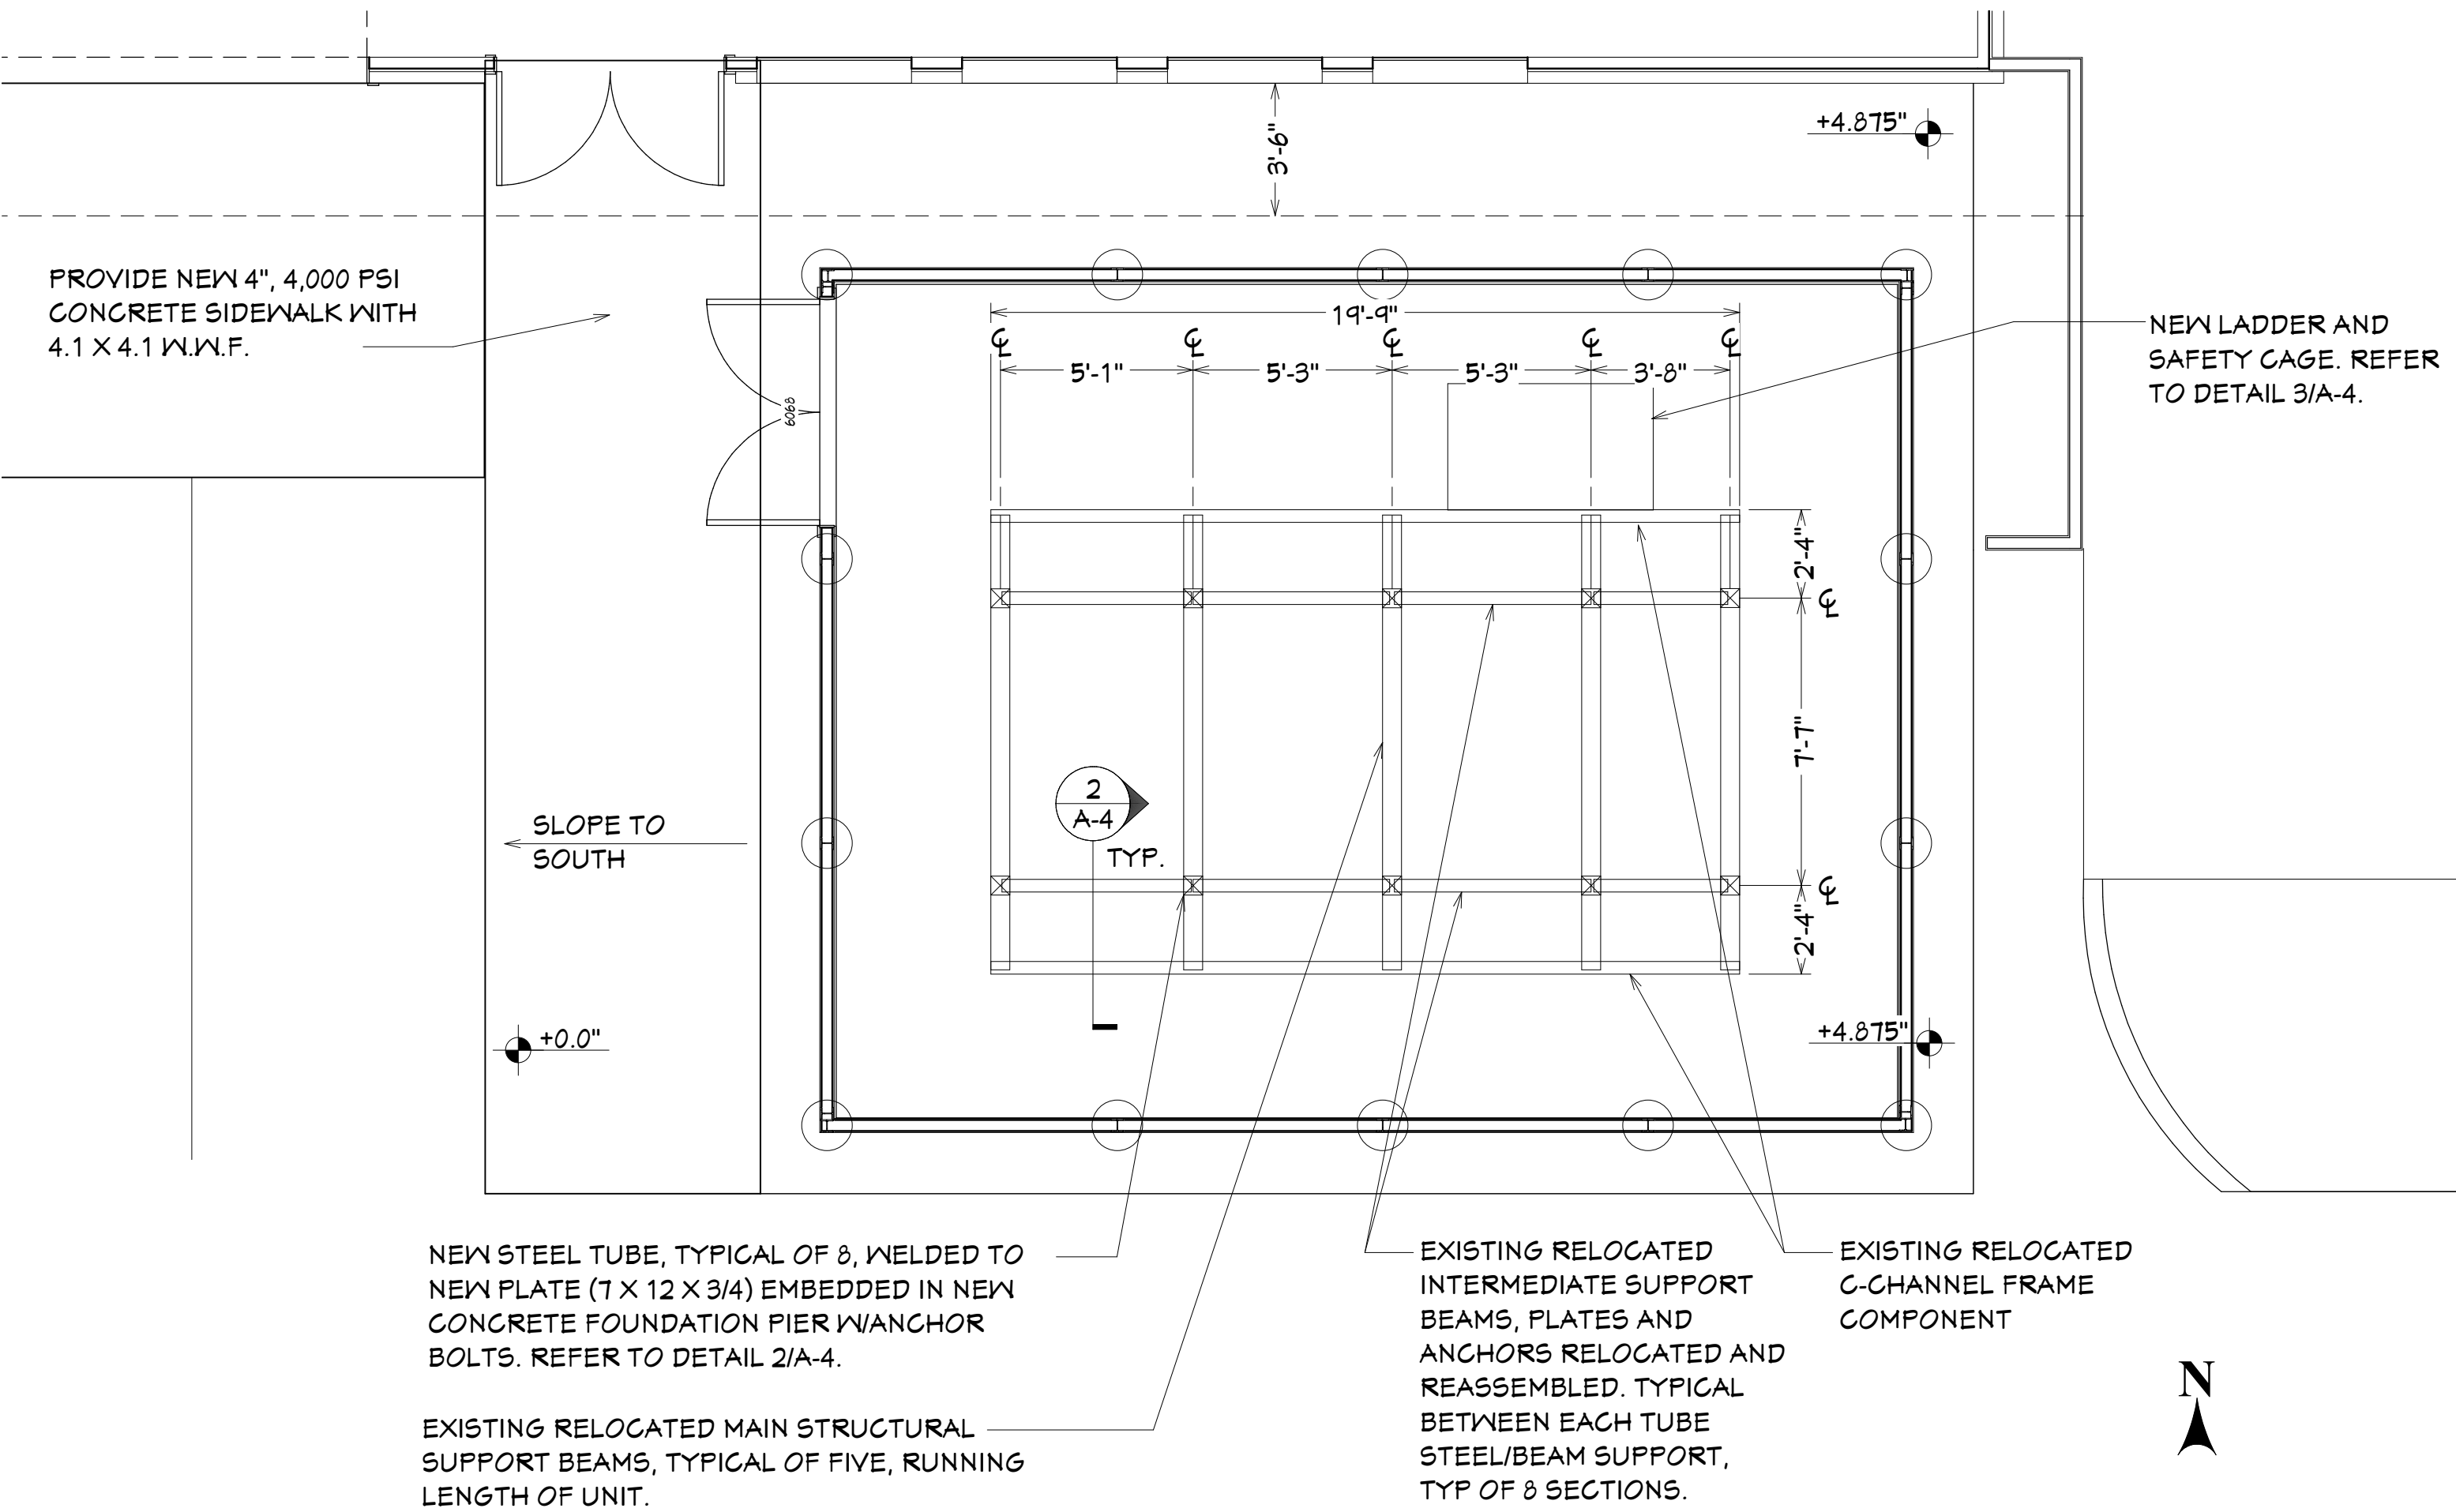 +4.875"
3'-6"
PROVIDE NEW 4", 4,000 PSI
CONCRETE SIDEWALK WITH
4.1 X 4.1 W.W.F.
19'-9"
℄ ℄ ℄ ℄ ℄
5'-1" 5'-3" 5'-3" 3'-8"
NEW LADDER AND
SAFETY CAGE. REFER
TO DETAIL 3/A-4.
6068
2'-4"
℄
7'-7"
2
A-4
TYP.
SLOPE TO
SOUTH
℄
2'-4"
+0.0"
+4.875"
NEW STEEL TUBE, TYPICAL OF 8, WELDED TO
NEW PLATE (7 X 12 X 3/4) EMBEDDED IN NEW
CONCRETE FOUNDATION PIER W/ANCHOR
BOLTS. REFER TO DETAIL 2/A-4.
EXISTING RELOCATED MAIN STRUCTURAL
SUPPORT BEAMS, TYPICAL OF FIVE, RUNNING
LENGTH OF UNIT.
EXISTING RELOCATED
INTERMEDIATE SUPPORT
BEAMS, PLATES AND
ANCHORS RELOCATED AND
REASSEMBLED. TYPICAL
BETWEEN EACH TUBE
STEEL/BEAM SUPPORT,
TYP OF 8 SECTIONS.
EXISTING RELOCATED
C-CHANNEL FRAME
COMPONENT
N